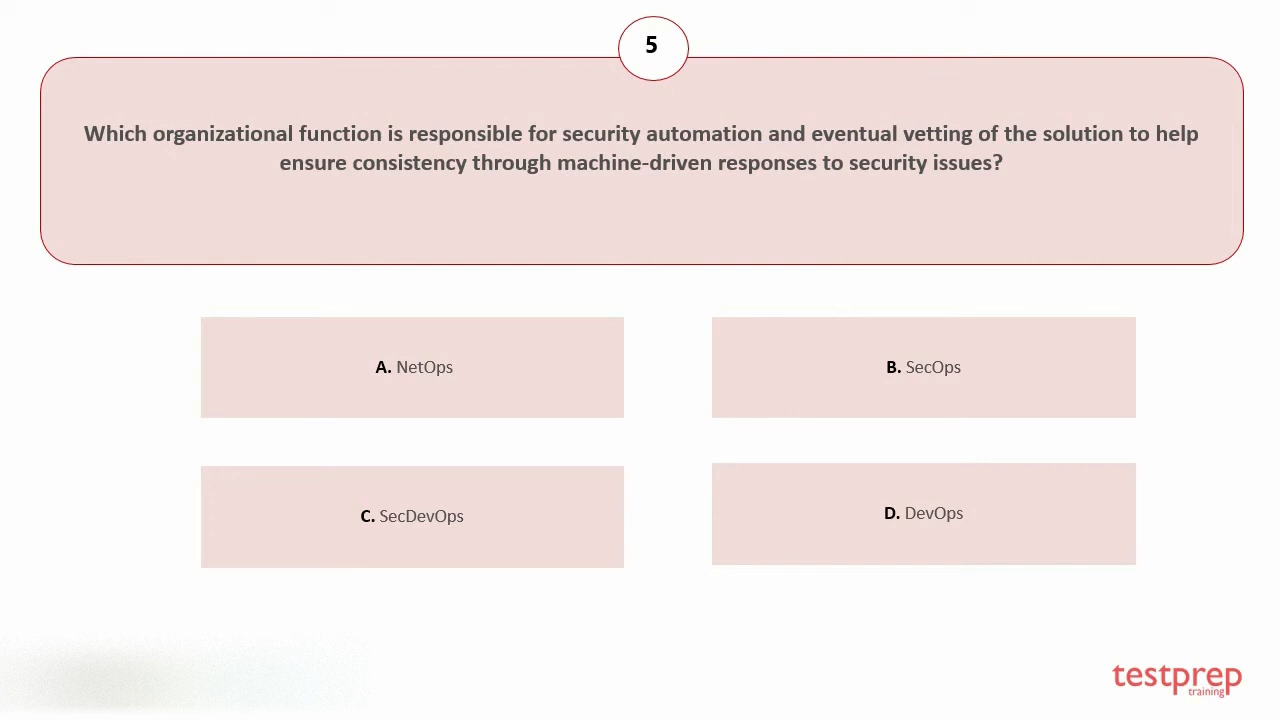 5
Which organizational function is responsible for security automation and eventual vetting of the solution to help
ensure consistency through machine-driven responses to security issues?
A. NetOps
B. SecOps
C. SecDevOps
D. DevOps
testprep
training